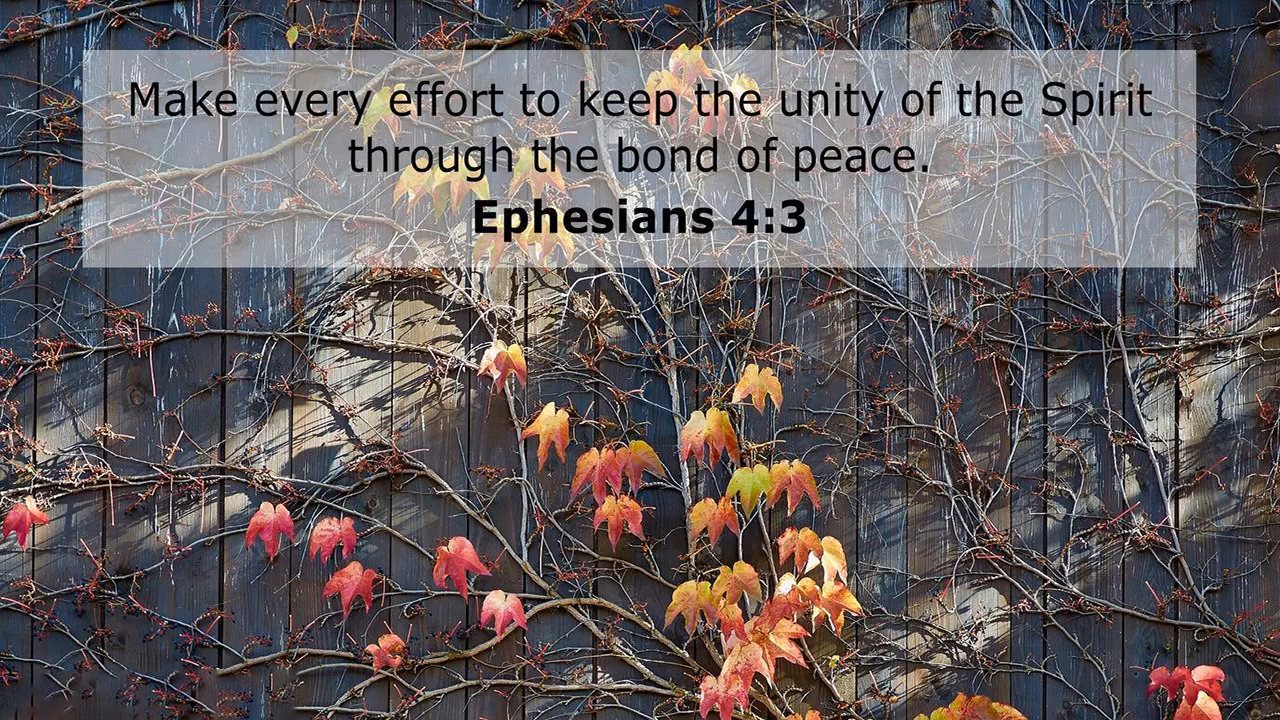 Make every effort to keep the unity of the Spirit
through the bond of peace.
Ephesians 4:3